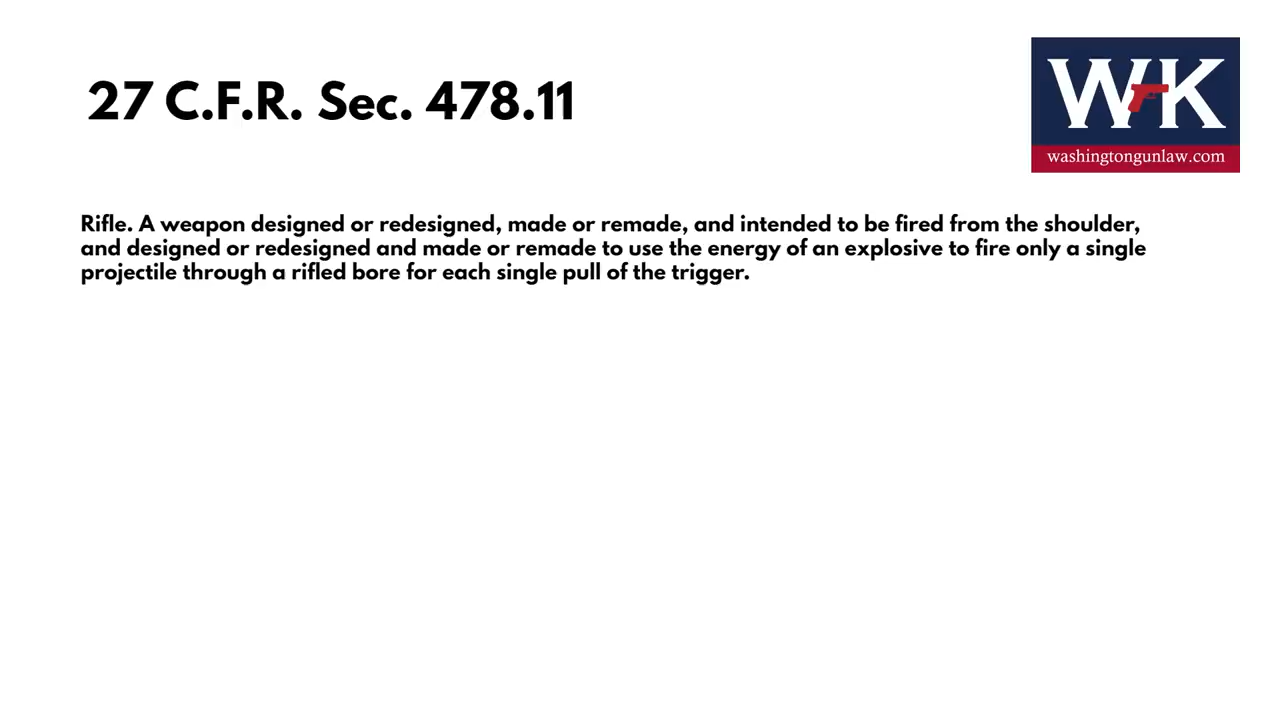 27 C.F.R. Sec. 478.11
W K
washingtongunlaw.com
Rifle. A weapon designed or redesigned, made or remade, and intended to be fired from the shoulder,
and designed or redesigned and made or remade to use the energy of an explosive to fire only a single
projectile through a rifled bore for each single pull of the trigger.